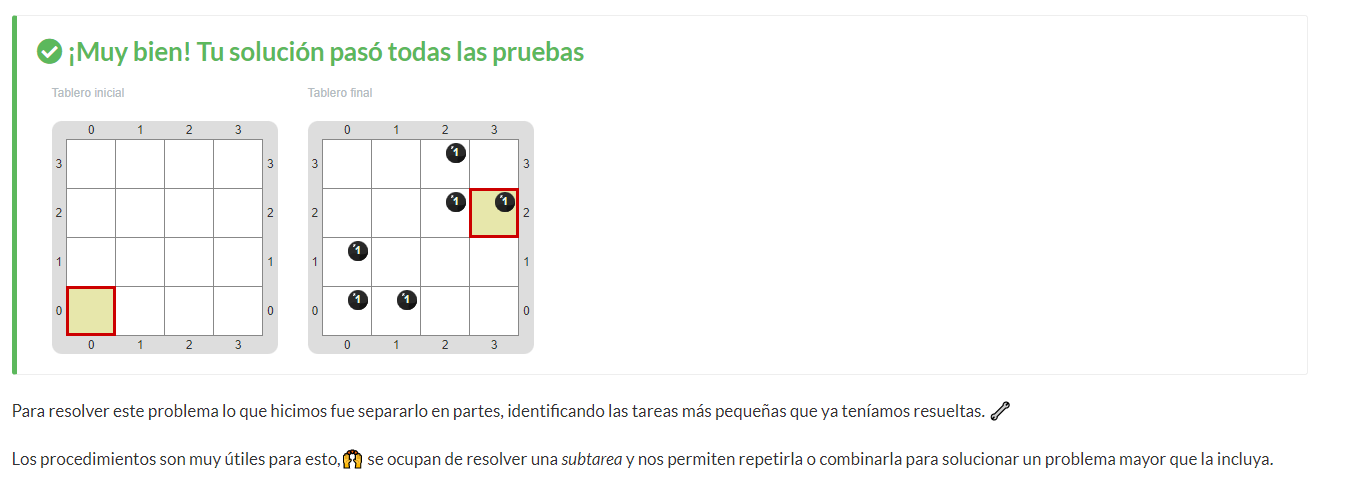 ¡Muy bien! Tu solución pasó todas las pruebas
Tablero inicial
Tablero final
0 1 2 3
0 1 2 3
3 3
3 1 3
2 2
2 1 1 2
1 1
1 1 1
0 0
0 1 1 0
0 1 2 3
0 1 2 3
Para resolver este problema lo que hicimos fue separarlo en partes, identificando las tareas más pequeñas que ya teníamos resueltas.
Los procedimientos son muy útiles para esto, se ocupan de resolver una subtarea y nos permiten repetirla o combinarla para solucionar un problema mayor que la incluya.